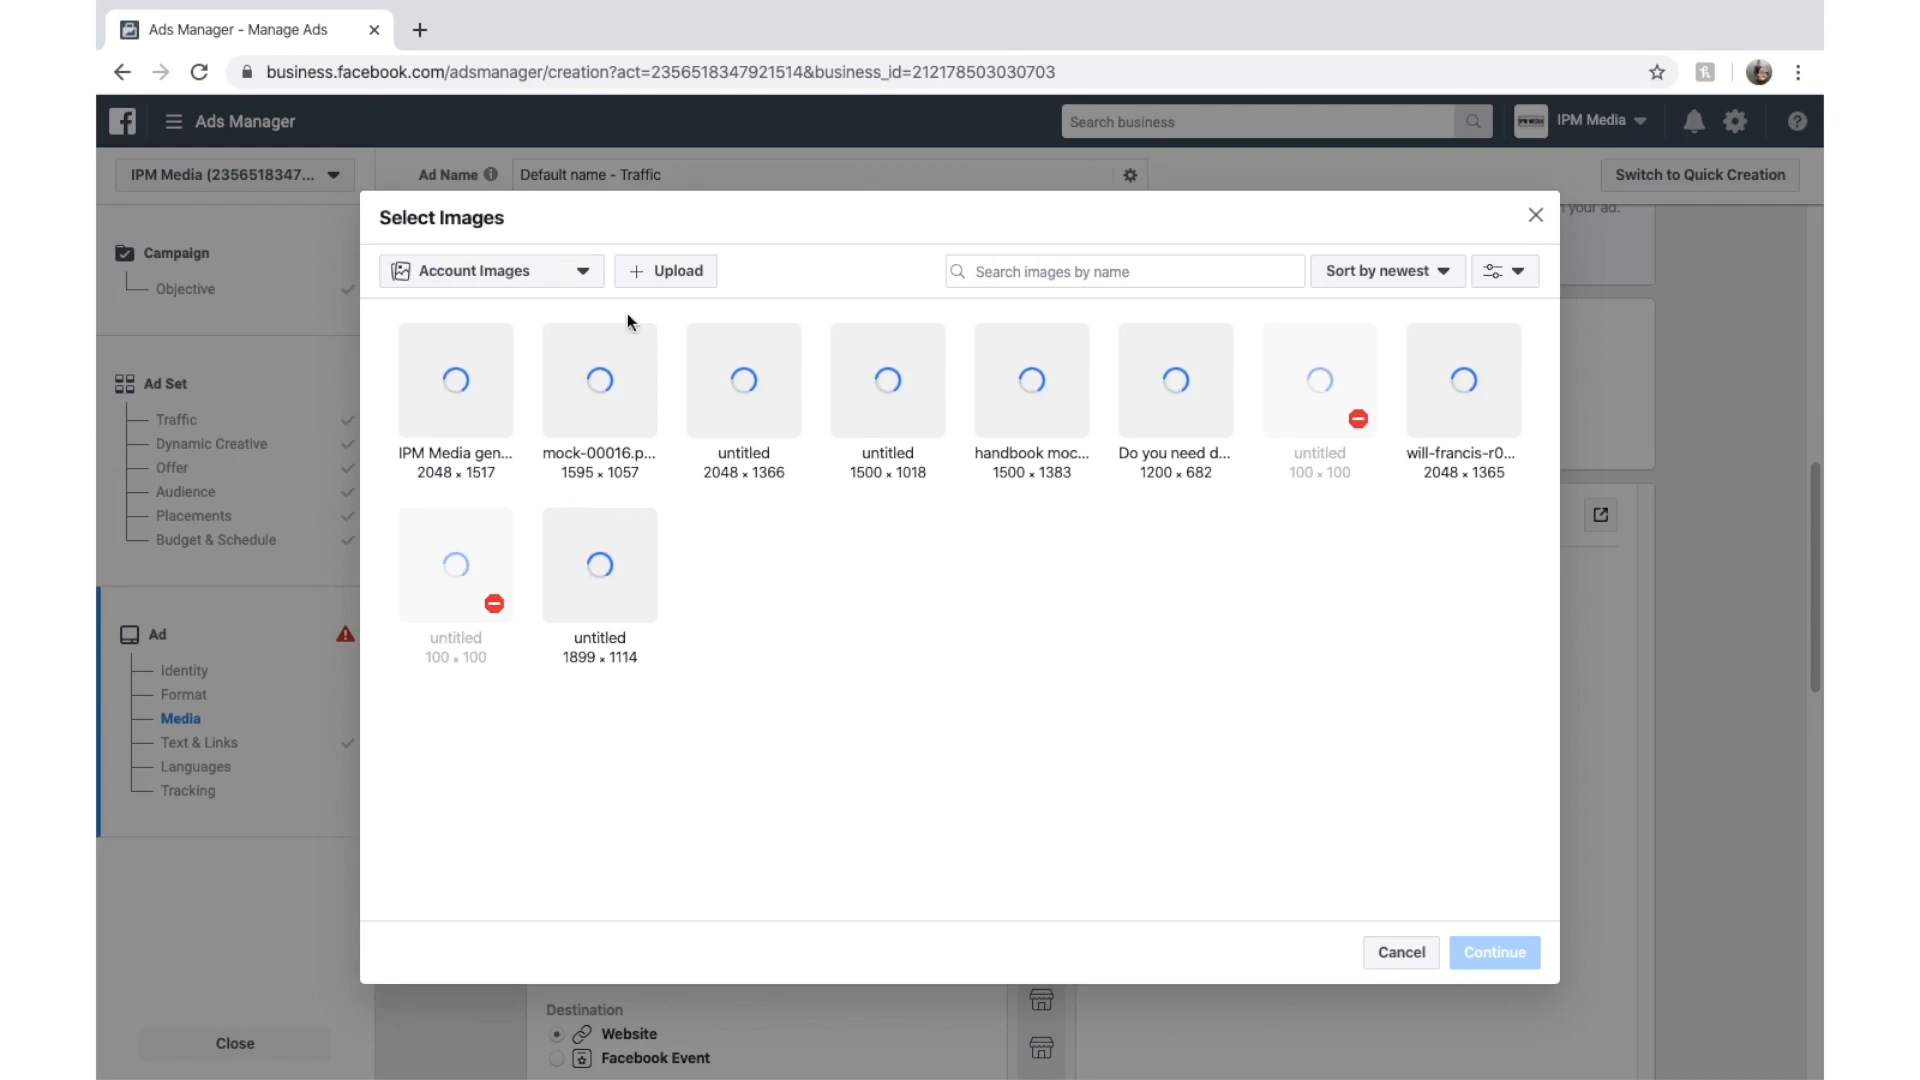 Ads Manager - Manage Ads
business.facebook.com/adsmanager/creation?act=2356518347921514&business_id=212178503030703
Ads Manager
Search business
IPM MEDIA
IPM Media
IPM Media (2356518347...
Ad Name
Default name - Traffic
Switch to Quick Creation
your ad.
Select Images
Account Images
Upload
Search images by name
Sort by newest
Campaign
Objective
Ad Set
Traffic
Dynamic Creative
Offer
Audience
Placements
Budget & Schedule
Ad
Identity
Format
Media
Text & Links
Languages
Tracking
Close
IPM Media gen...
2048 × 1517
mock-00016.p...
1595 × 1057
untitled
2048 × 1366
untitled
1500 × 1018
handbook moc...
1500 × 1383
Do you need d...
1200 × 682
untitled
100 × 100
will-francis-r0...
2048 × 1365
untitled
100 × 100
untitled
1899 × 1114
Cancel
Continue
Destination
Website
Facebook Event